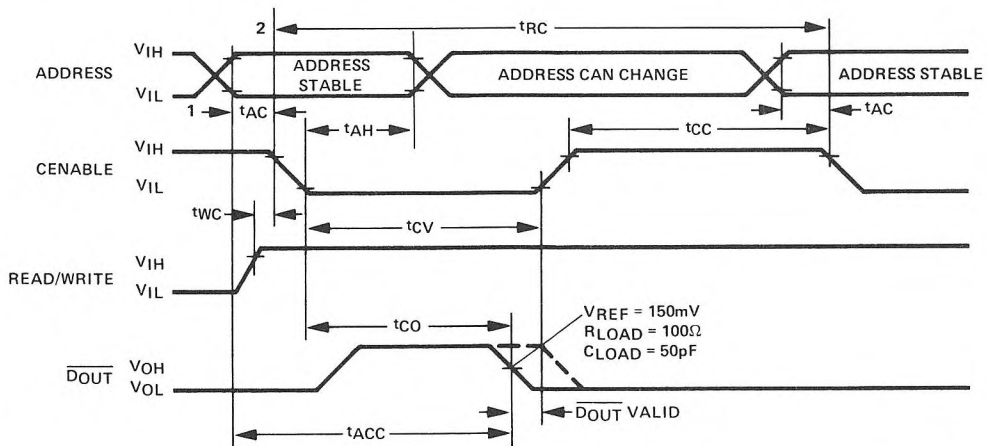 2 tRC
VIH
ADDRESS
ADDRESS STABLE
ADDRESS CAN CHANGE
ADDRESS STABLE
VIL
1 tAC
tAC
tAH
tCC
VIH
CENABLE
VIL
tWC
tCV
VIH
READ/WRITE
VIL
tCO
VREF = 150mV
RLOAD = 100Ω
CLOAD = 50pF
DOUT
VOH
VOL
DOUT VALID
tACC